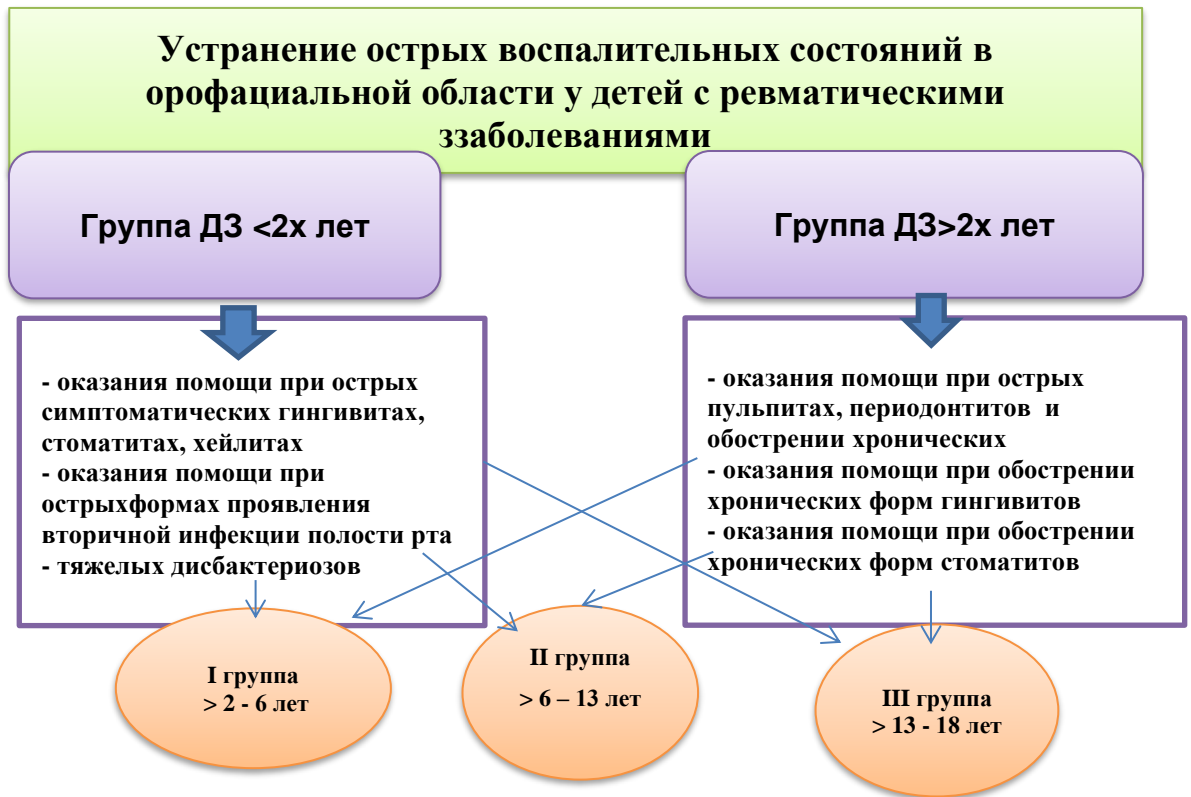 Устранение острых воспалительных состояний в
орофациальной области у детей с ревматическими
ззаболеваниями
Группа ДЗ <2х лет
Группа ДЗ>2х лет
- оказания помощи при острых
симптоматических гингивитах,
стоматитах, хейлитах
- оказания помощи при
острыхформах проявления
вторичной инфекции полости рта
- тяжелых дисбактериозов
- оказания помощи при острых
пульпитах, периодонтитов и
обострении хронических
- оказания помощи при обострении
хронических форм гингивитов
- оказания помощи при обострении
хронических форм стоматитов
I группа
> 2 - 6 лет
II группа
> 6 – 13 лет
III группа
> 13 - 18 лет